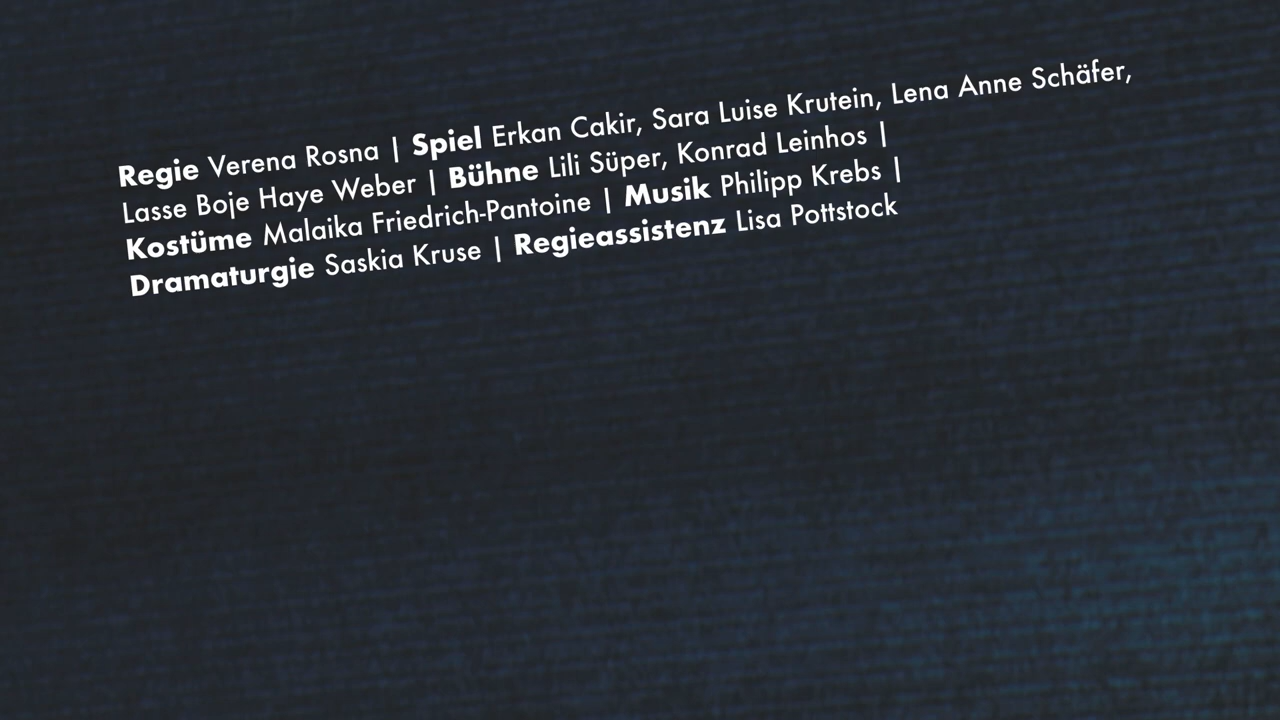 Regie Verena Rosna | Spiel Erkan Cakir, Sara Luise Krutein, Lena Anne Schäfer,
Lasse Boje Haye Weber | Bühne Lili Süper, Konrad Leinhos |
Kostüme Malaika Friedrich-Pantoine | Musik Philipp Krebs |
Dramaturgie Saskia Kruse | Regieassistenz Lisa Pottstock